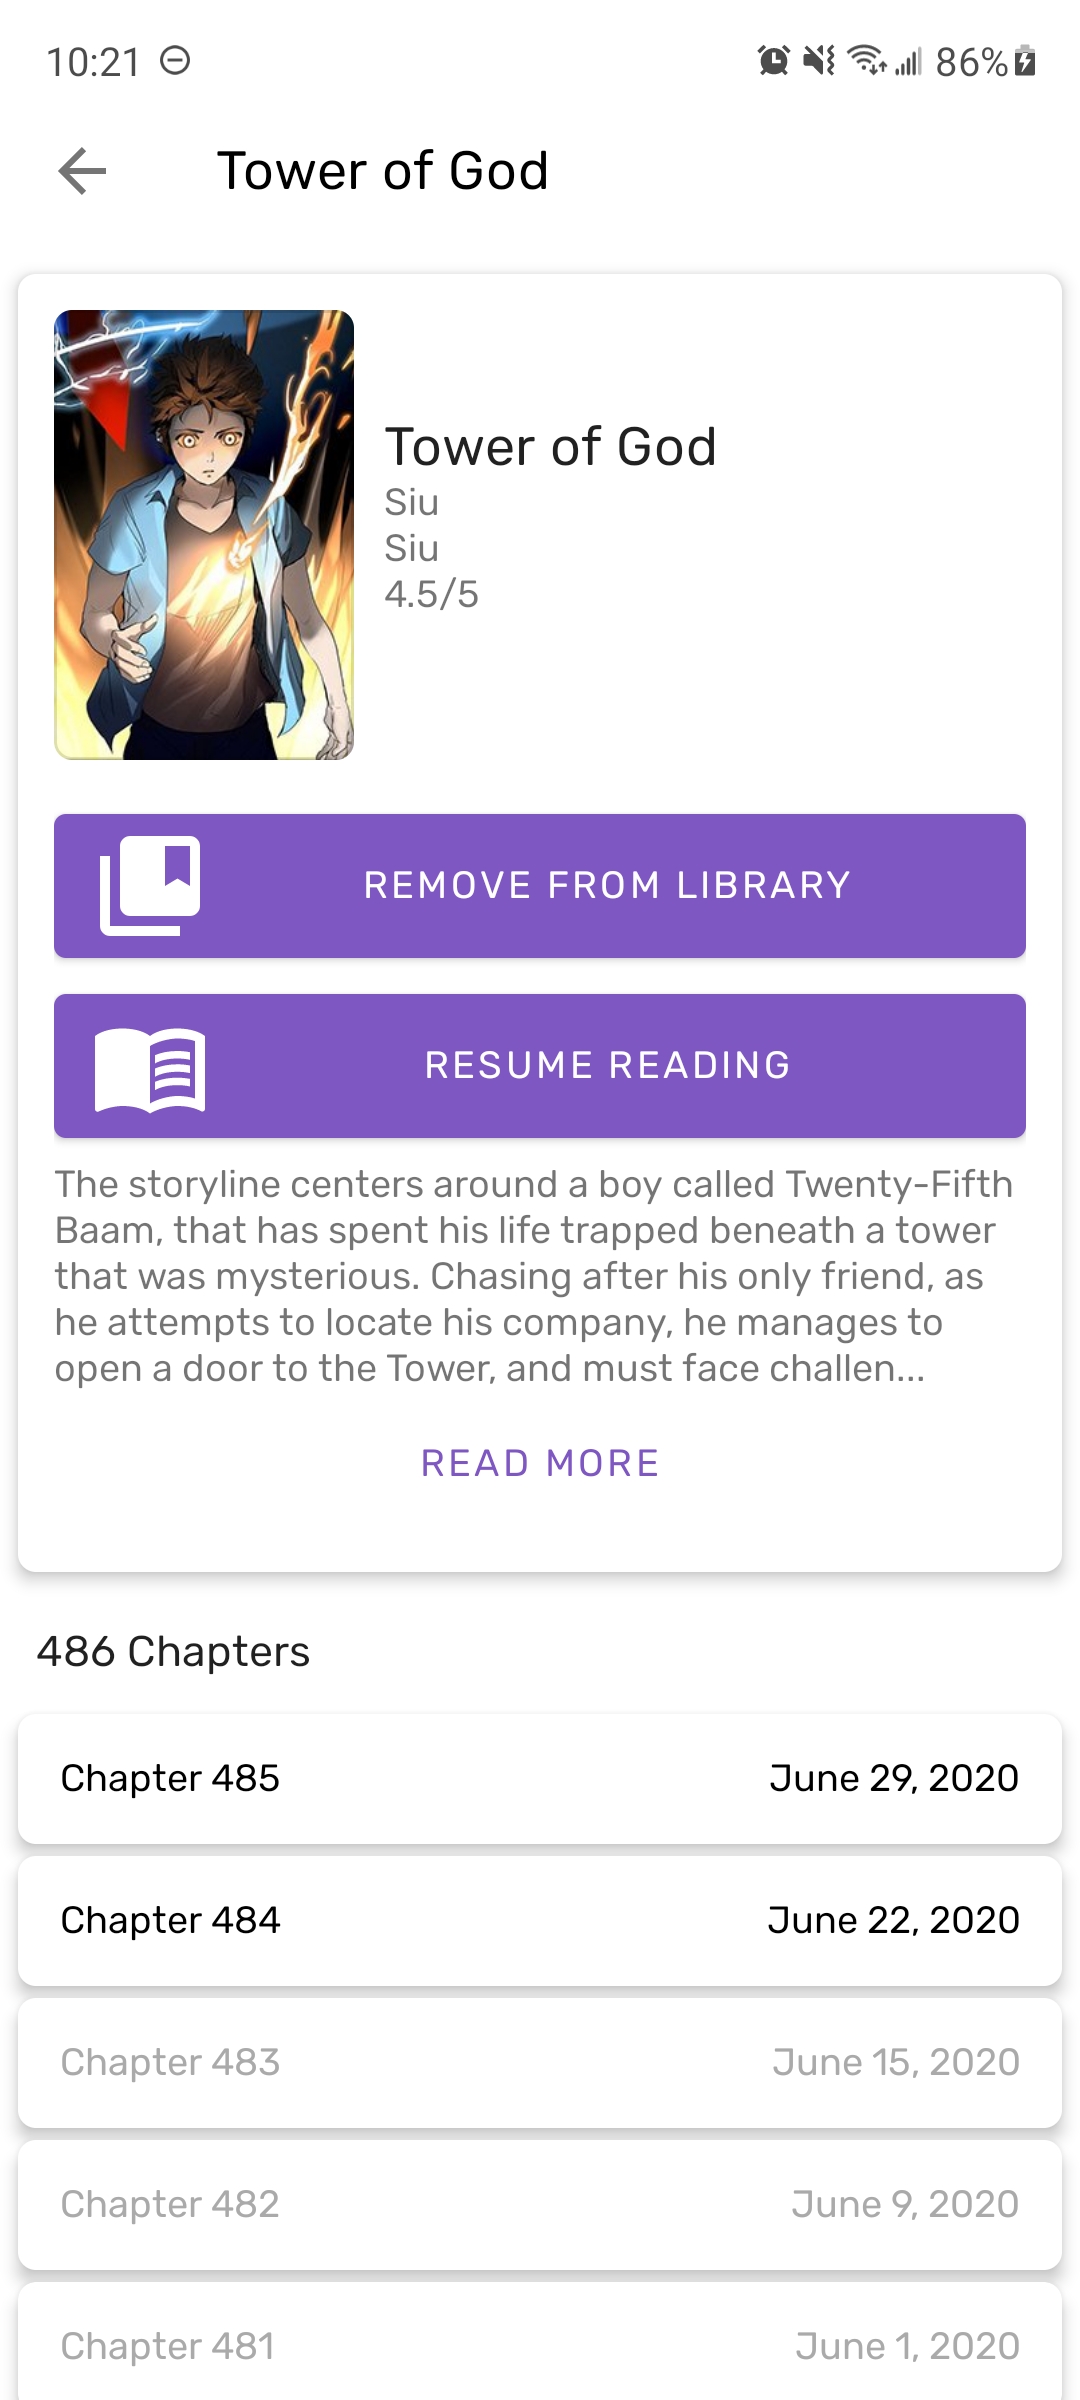 10:21
86%
Tower of God
Tower of God
Siu
Siu
4.5/5
REMOVE FROM LIBRARY
RESUME READING
The storyline centers around a boy called Twenty-Fifth
Baam, that has spent his life trapped beneath a tower
that was mysterious. Chasing after his only friend, as
he attempts to locate his company, he manages to
open a door to the Tower, and must face challen...
READ MORE
486 Chapters
Chapter 485 June 29, 2020
Chapter 484 June 22, 2020
Chapter 483 June 15, 2020
Chapter 482 June 9, 2020
Chapter 481 June 1, 2020